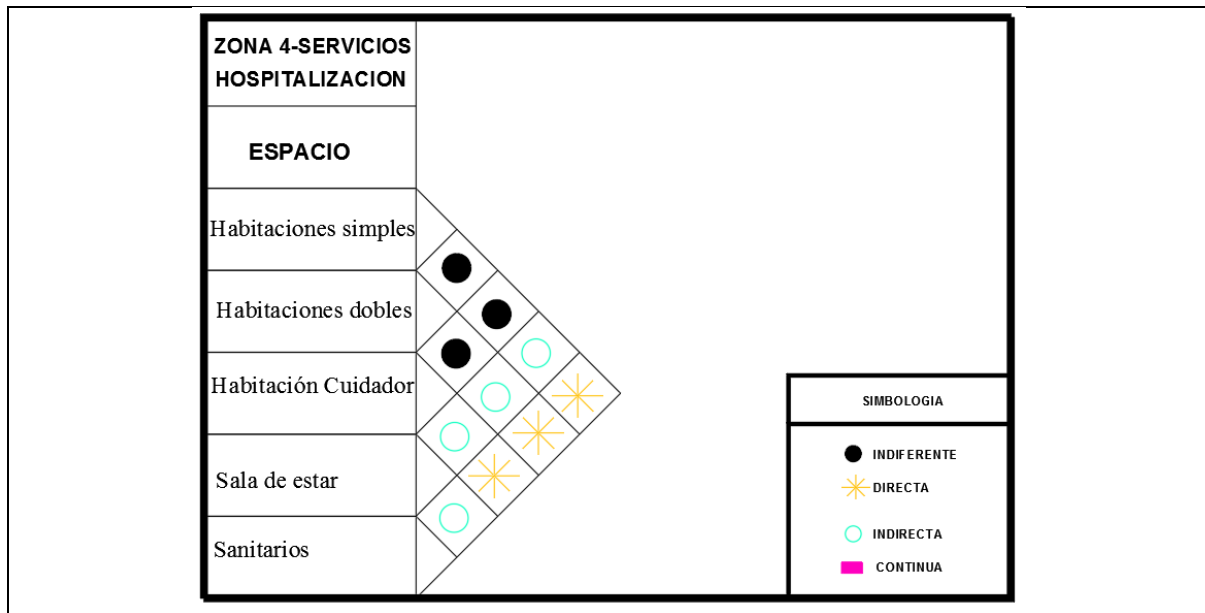 ZONA 4-SERVICIOS
HOSPITALIZACION
ESPACIO
Habitaciones simples
Habitaciones dobles
Habitación Cuidador
Sala de estar
Sanitarios
SIMBOLOGIA
INDIFERENTE
DIRECTA
INDIRECTA
CONTINUA